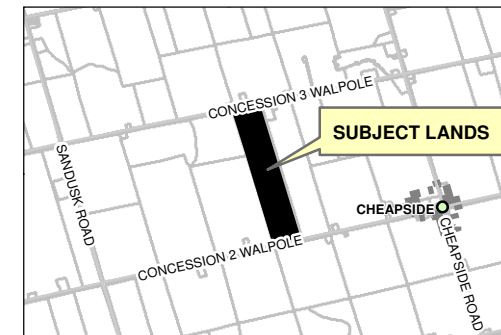 CONCESSION 3 WALPOLE
SUBJECT LANDS
SANDUSK ROAD
CHEAPSIDE
CONCESSION 2 WALPOLE
CHEAPSIDE ROAD